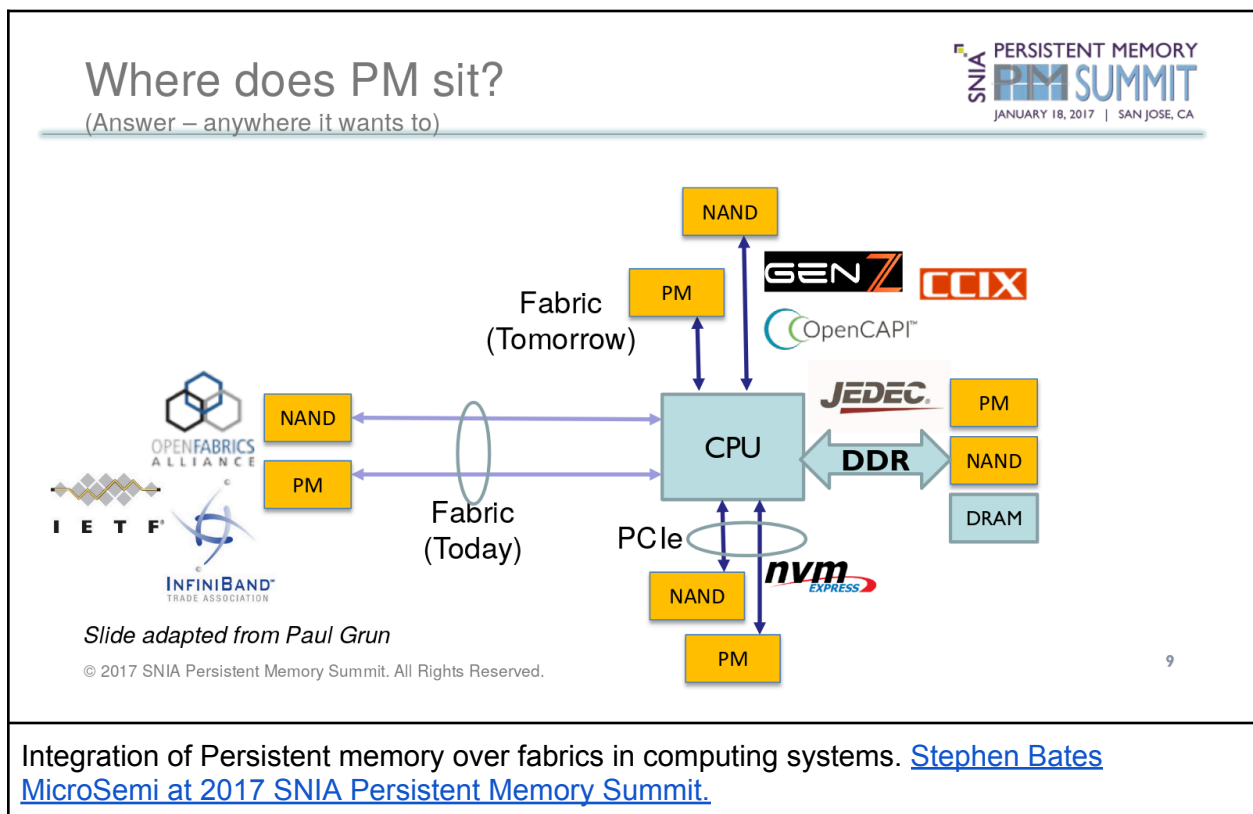 Where does PM sit?
(Answer – anywhere it wants to)
SNIA
PERSISTENT MEMORY
PM SUMMIT
JANUARY 18, 2017 | SAN JOSE, CA
NAND
PM
Fabric
(Tomorrow)
GEN Z
CCIX
OpenCAPI™
JEDEC.
PM
NAND
DRAM
DDR
CPU
OPENFABRICS
ALLIANCE
NAND
PM
I E T F®
INFINIBAND™
TRADE ASSOCIATION
Fabric
(Today)
PCIe
nvm
EXPRESS
NAND
PM
Slide adapted from Paul Grun
© 2017 SNIA Persistent Memory Summit. All Rights Reserved.
9
Integration of Persistent memory over fabrics in computing systems. Stephen Bates
MicroSemi at 2017 SNIA Persistent Memory Summit.